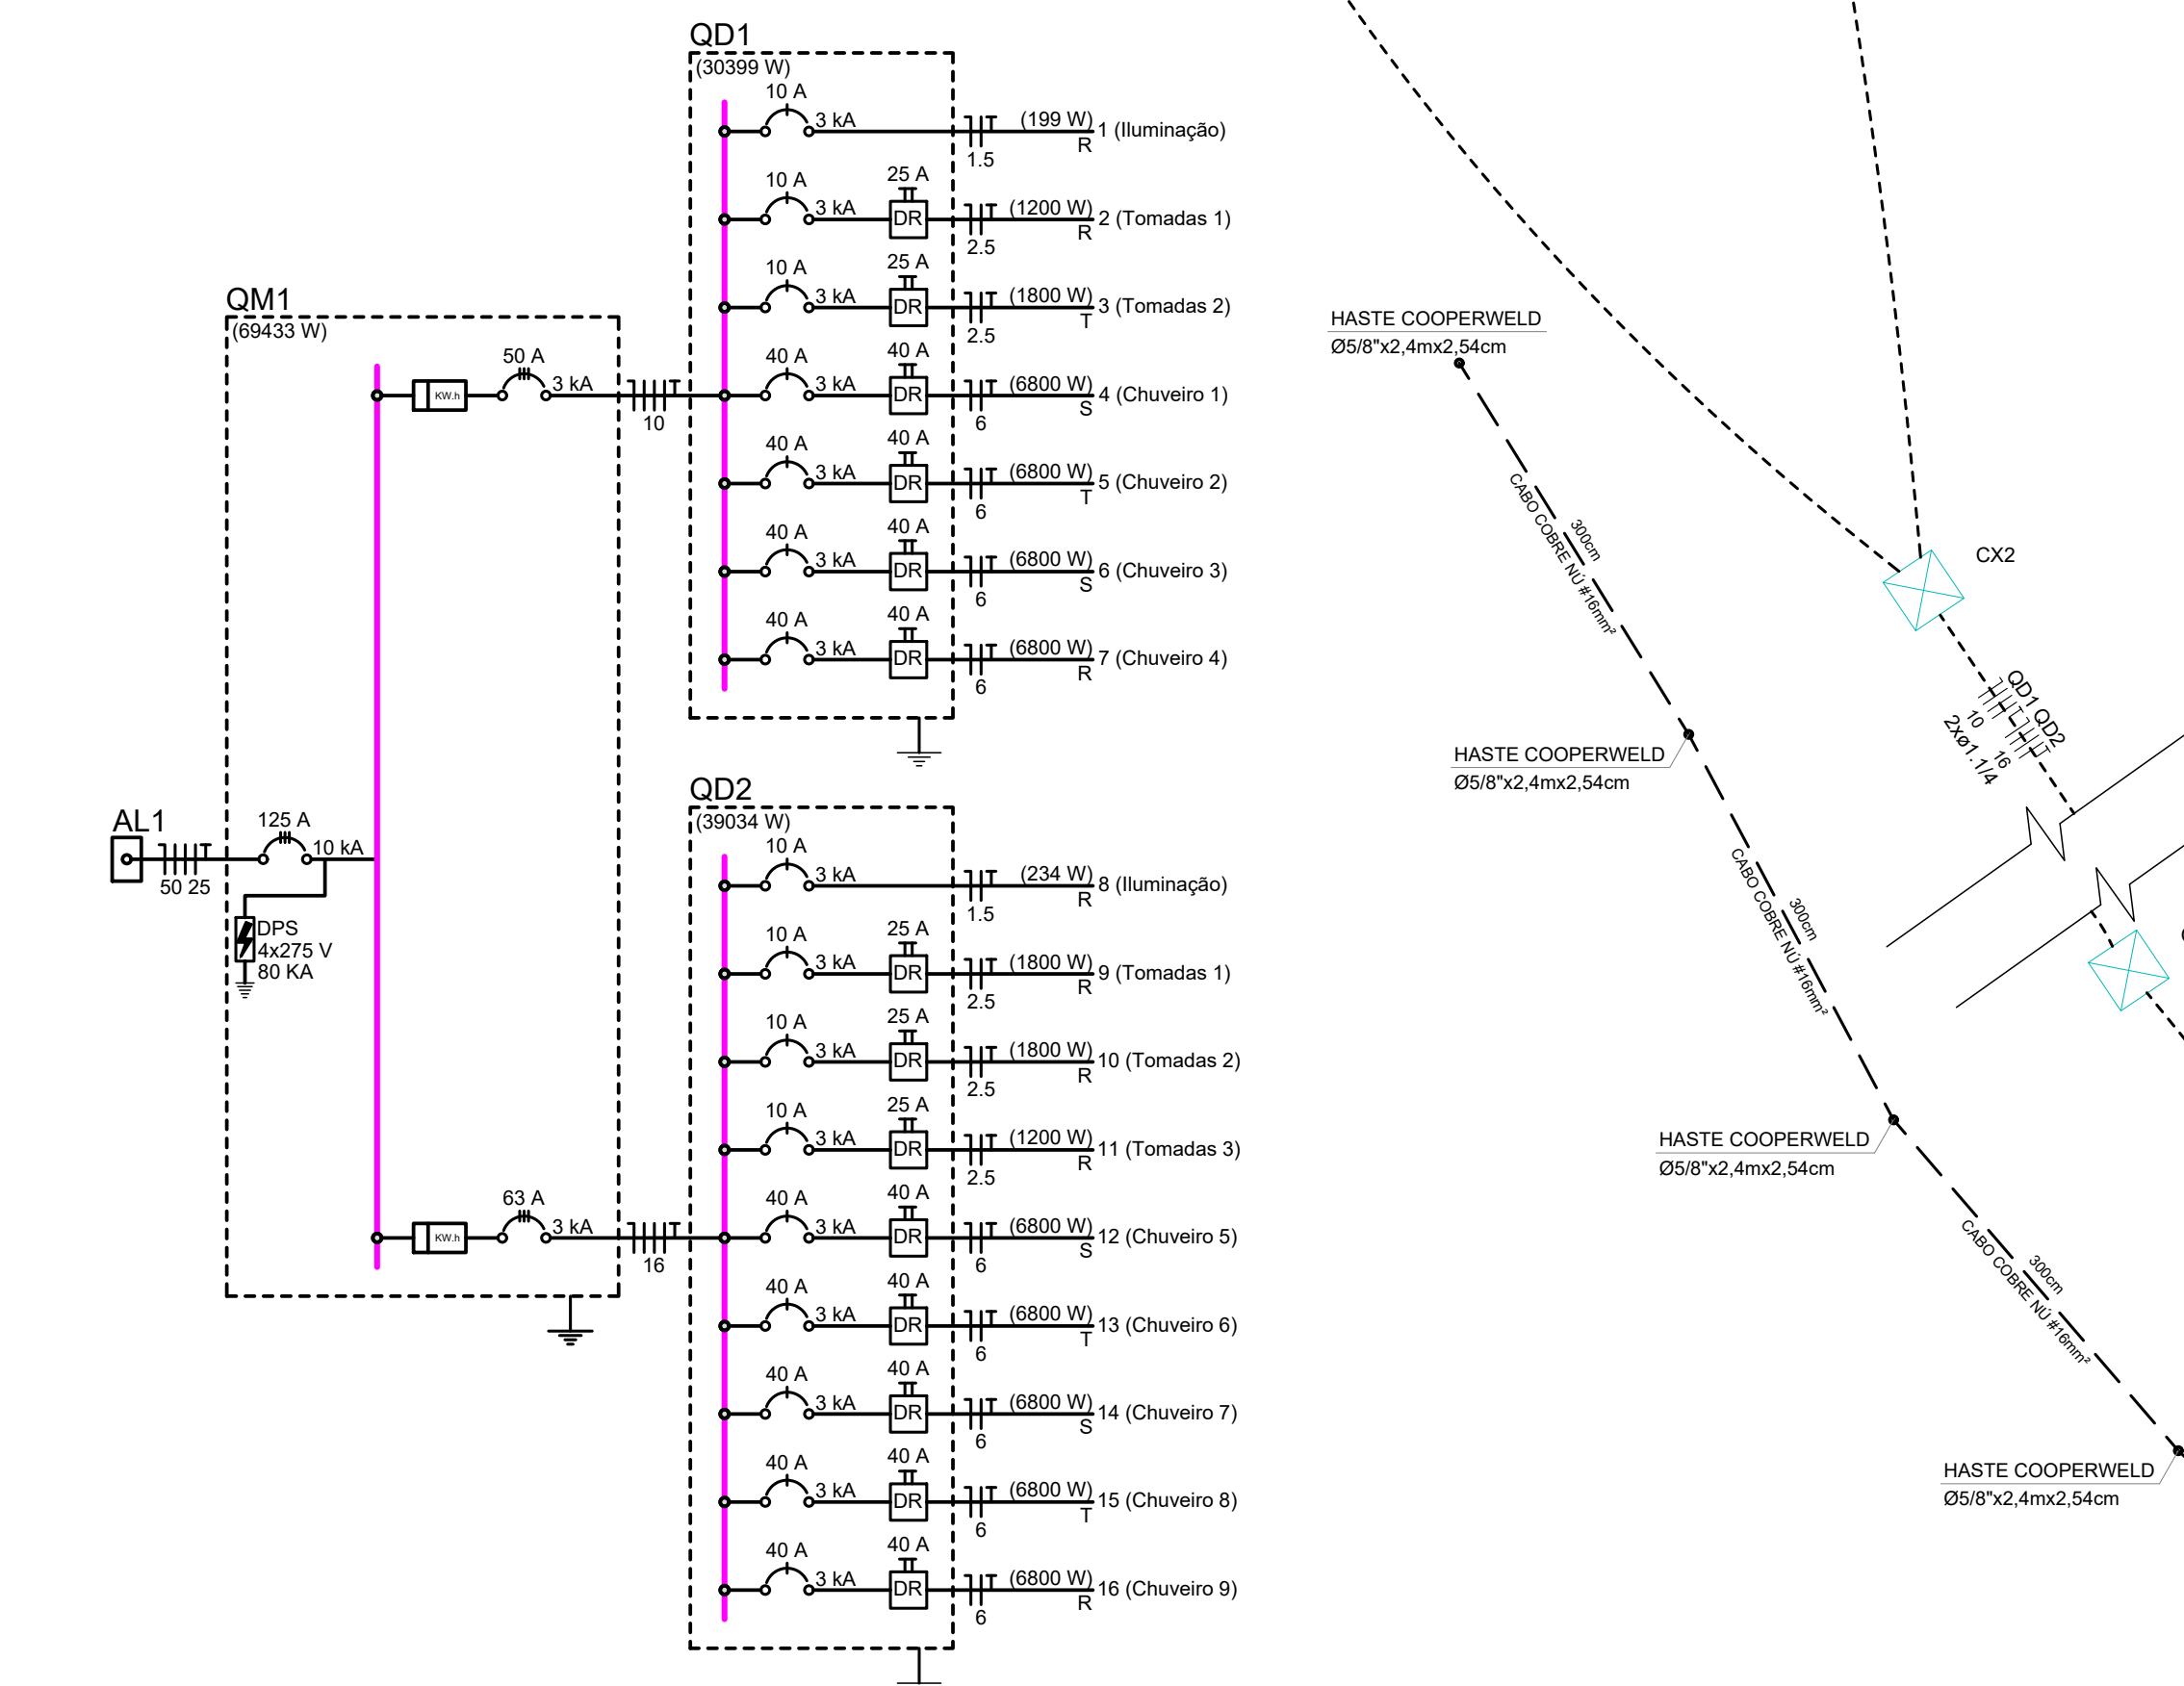 QD1
(30399 W)
10 A
3 kA
(199 W)
1 (Iluminação)
R
1.5
10 A
3 kA
25 A
DR
(1200 W)
2 (Tomadas 1)
R
2.5
10 A
3 kA
25 A
DR
(1800 W)
3 (Tomadas 2)
T
2.5
40 A
3 kA
40 A
DR
(6800 W)
4 (Chuveiro 1)
S
6
40 A
3 kA
40 A
DR
(6800 W)
5 (Chuveiro 2)
T
6
40 A
3 kA
40 A
DR
(6800 W)
6 (Chuveiro 3)
S
6
40 A
3 kA
40 A
DR
(6800 W)
7 (Chuveiro 4)
R
6
QM1
(69433 W)
KW.h
50 A
3 kA
10
AL1
50 25
125 A
10 kA
DPS
4x275 V
80 KA
KW.h
63 A
3 kA
16
QD2
(39034 W)
10 A
3 kA
(234 W)
8 (Iluminação)
R
1.5
10 A
3 kA
25 A
DR
(1800 W)
9 (Tomadas 1)
R
2.5
10 A
3 kA
25 A
DR
(1800 W)
10 (Tomadas 2)
R
2.5
10 A
3 kA
25 A
DR
(1200 W)
11 (Tomadas 3)
R
2.5
40 A
3 kA
40 A
DR
(6800 W)
12 (Chuveiro 5)
S
6
40 A
3 kA
40 A
DR
(6800 W)
13 (Chuveiro 6)
T
6
40 A
3 kA
40 A
DR
(6800 W)
14 (Chuveiro 7)
S
6
40 A
3 kA
40 A
DR
(6800 W)
15 (Chuveiro 8)
T
6
40 A
3 kA
40 A
DR
(6800 W)
16 (Chuveiro 9)
R
6
HASTE COOPERWELD
Ø5/8"x2,4mx2,54cm
300cm
CABO COBRE NÚ #16mm²
HASTE COOPERWELD
Ø5/8"x2,4mx2,54cm
300cm
CABO COBRE NÚ #16mm²
HASTE COOPERWELD
Ø5/8"x2,4mx2,54cm
300cm
CABO COBRE NÚ #16mm²
HASTE COOPERWELD
Ø5/8"x2,4mx2,54cm
CX2
QD1 QD2
10 16
2xø1.1/4